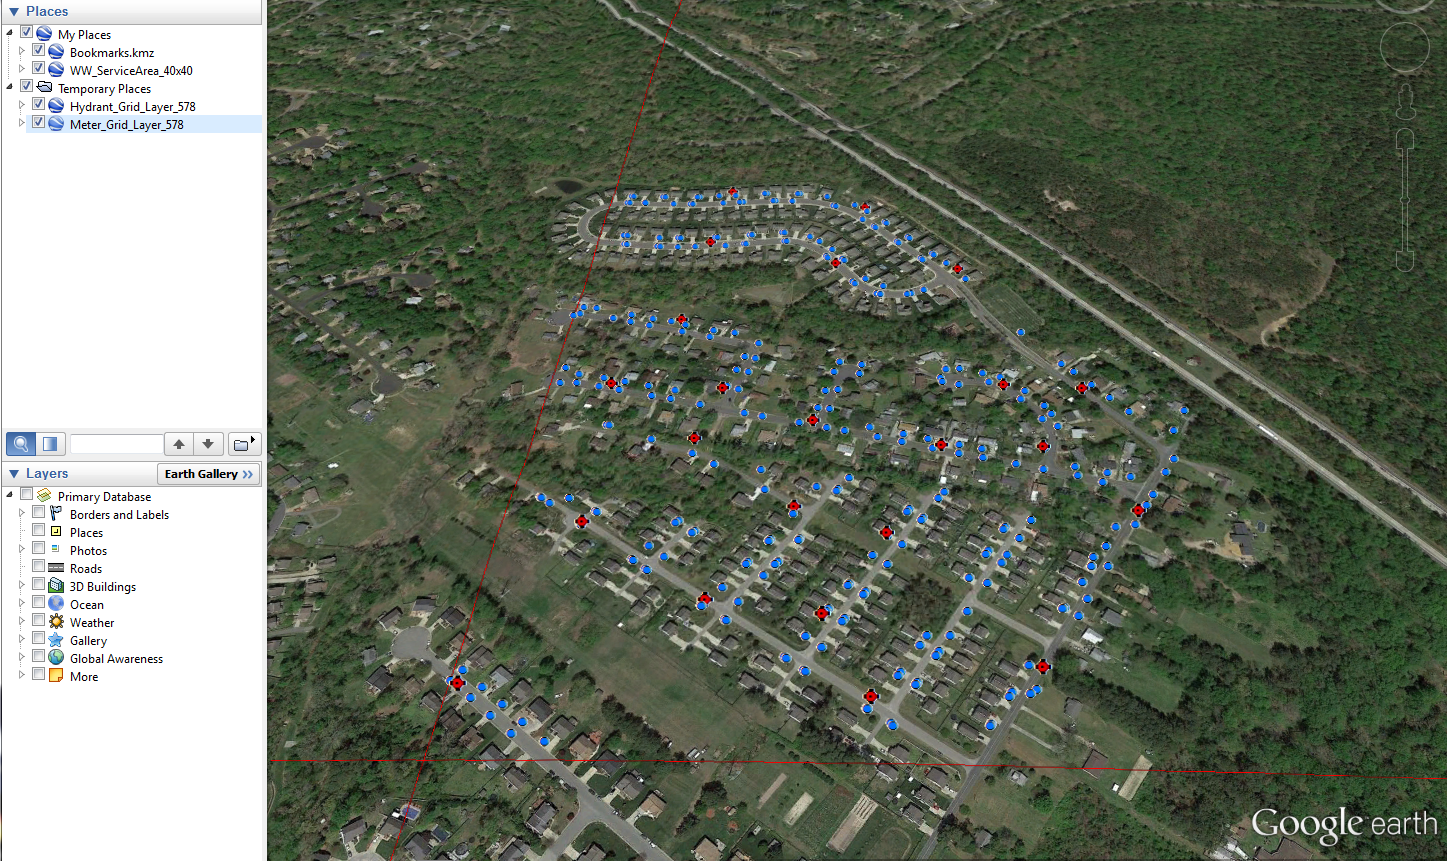 Places
My Places
Bookmarks.kmz
WW_ServiceArea_40x40
Temporary Places
Hydrant_Grid_Layer_578
Meter_Grid_Layer_578
Layers
Earth Gallery >>
Primary Database
Borders and Labels
Places
Photos
Roads
3D Buildings
Ocean
Weather
Gallery
Global Awareness
More
Google earth